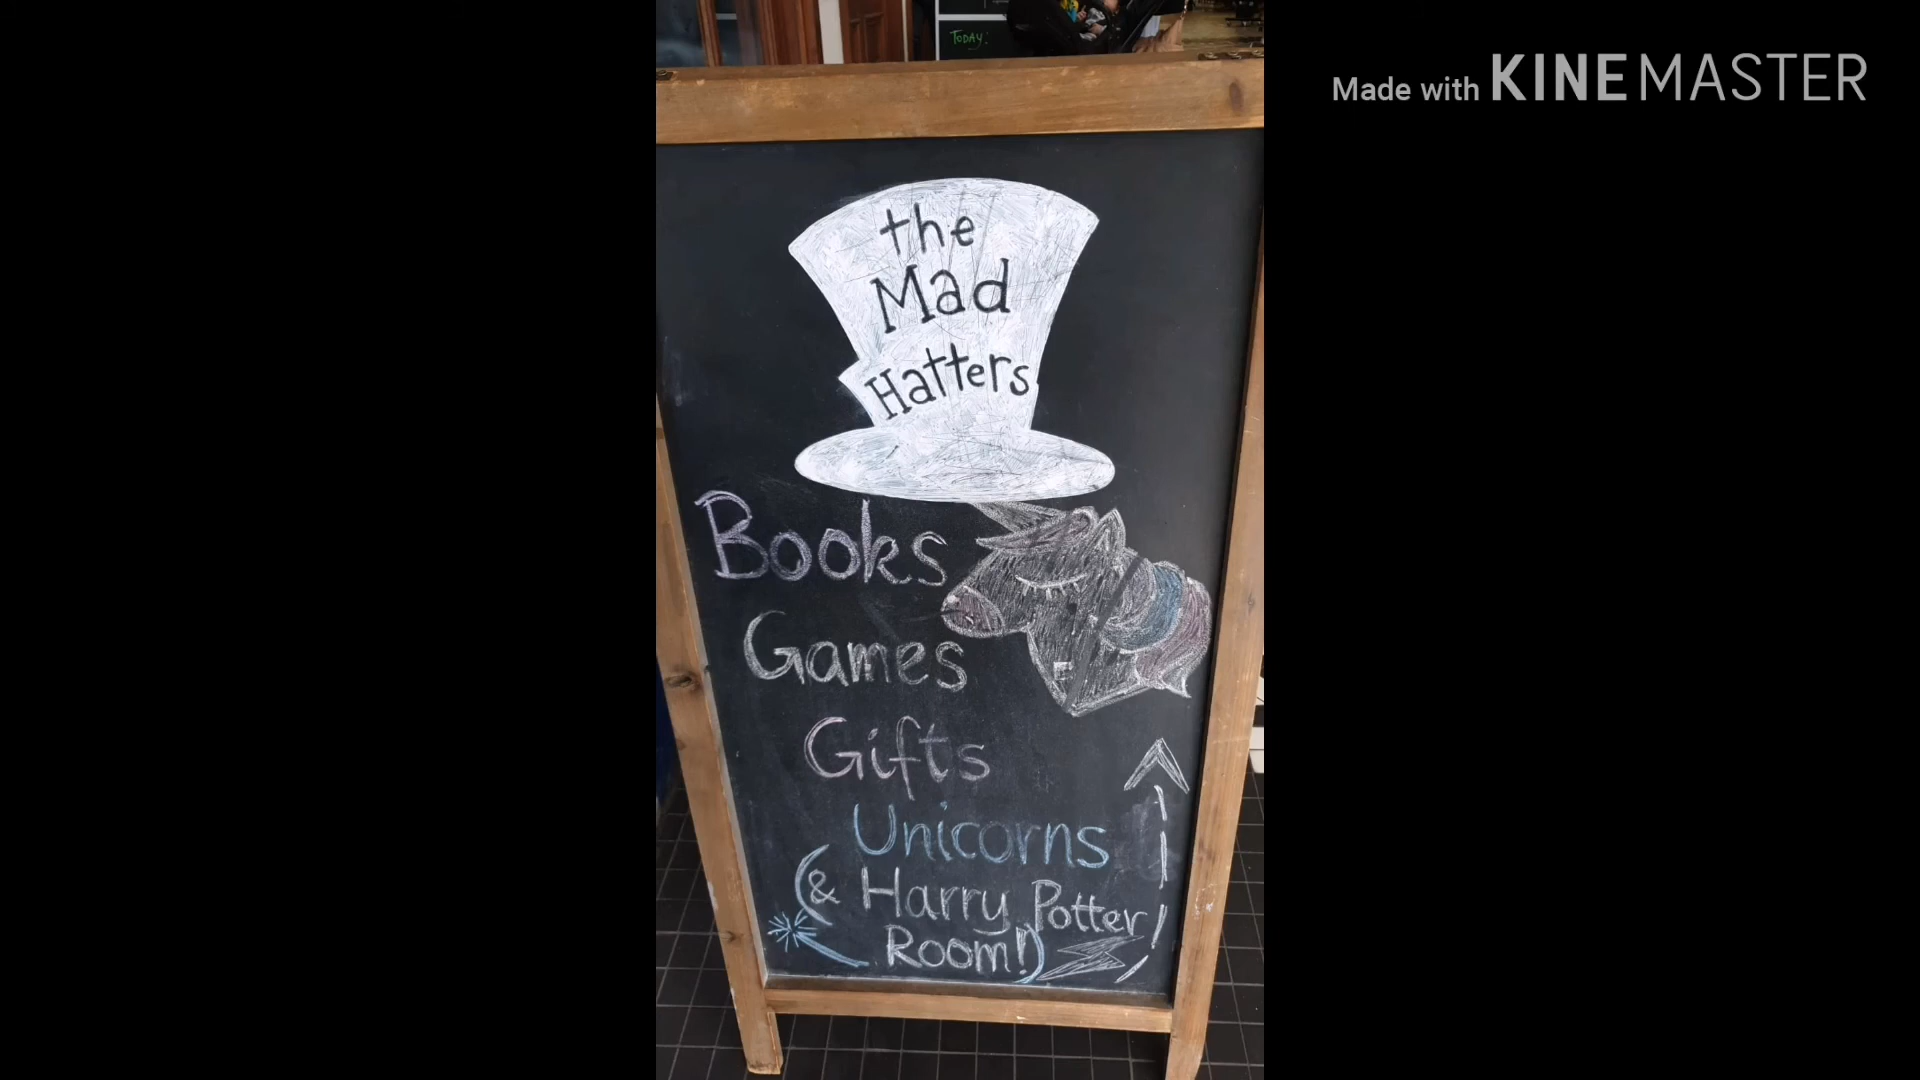 TODAY:
Made with KINEMASTER
the
Mad
Hatters
Books
Games
Gifts
Unicorns
(& Harry Potter
Room!)